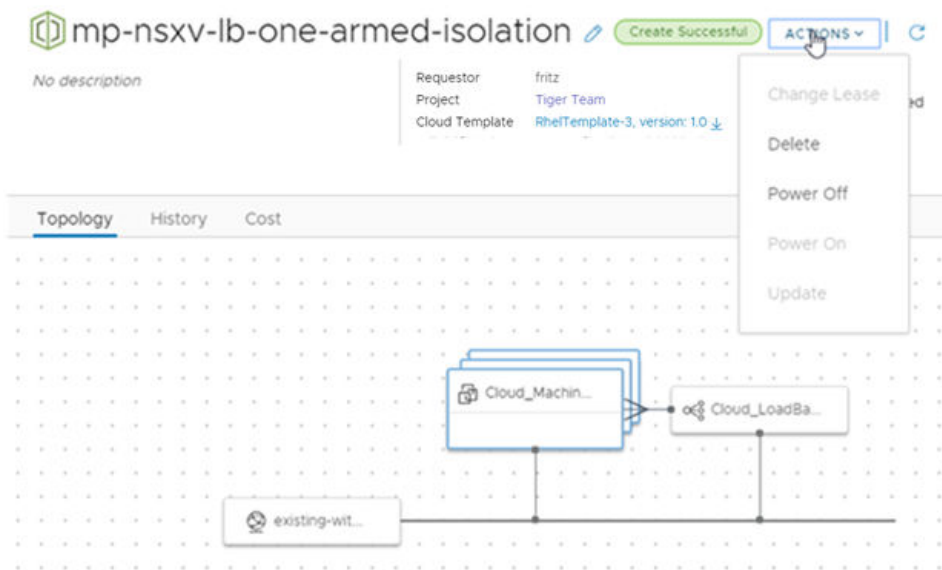 mp-nsxv-lb-one-armed-isolation Create Successful ACTIONS
No description
Requestor fritz
Project Tiger Team
Cloud Template RhelTemplate-3, version: 1.0
Change Lease
Delete
Power Off
Power On
Update
Topology History Cost
Cloud_Machin...
Cloud_LoadBa...
existing-wit...